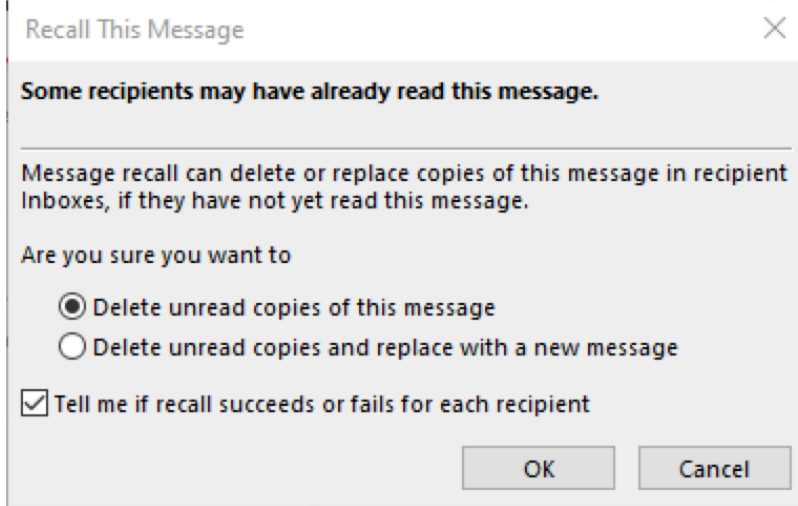 Recall This Message
Some recipients may have already read this message.
Message recall can delete or replace copies of this message in recipient
Inboxes, if they have not yet read this message.
Are you sure you want to
Delete unread copies of this message
Delete unread copies and replace with a new message
Tell me if recall succeeds or fails for each recipient
OK Cancel